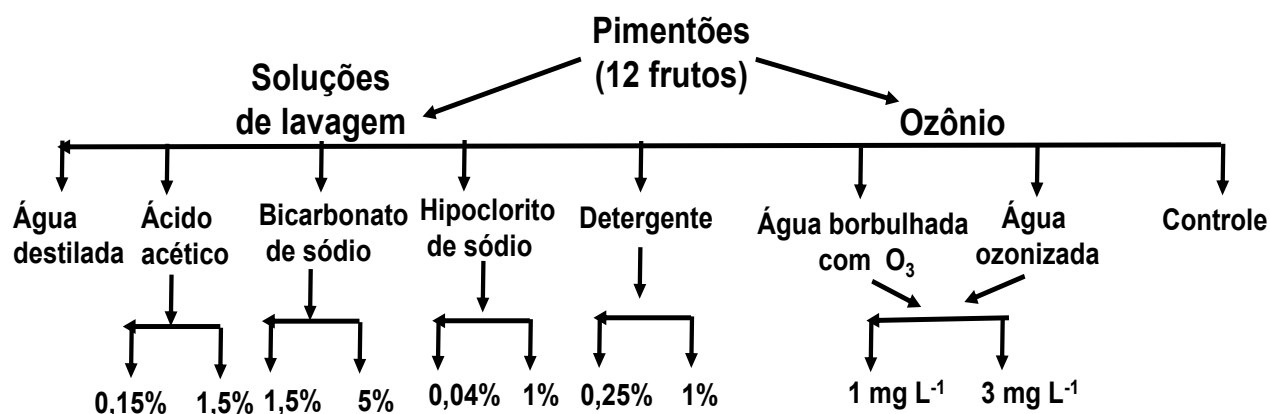 Pimentões
(12 frutos)
Soluções
de lavagem
Ozônio
Água
destilada
Ácido
acético
Bicarbonato
de sódio
Hipoclorito
de sódio
Detergente
Água borbulhada
com O₃
Água
ozonizada
Controle
0,15%
1,5%
1,5%
5%
0,04%
1%
0,25%
1%
1 mg L⁻¹
3 mg L⁻¹